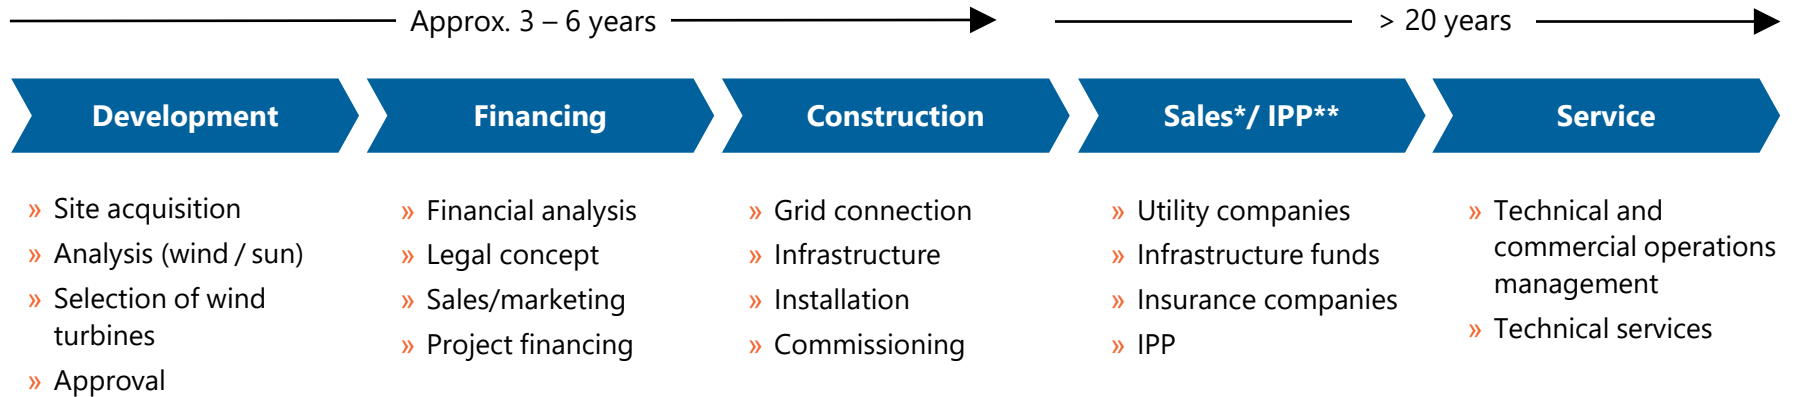 Approx. 3 – 6 years
> 20 years
Development
Financing
Construction
Sales*/ IPP**
Service
» Site acquisition
» Analysis (wind / sun)
» Selection of wind
turbines
» Approval
» Financial analysis
» Legal concept
» Sales/marketing
» Project financing
» Grid connection
» Infrastructure
» Installation
» Commissioning
» Utility companies
» Infrastructure funds
» Insurance companies
» IPP
» Technical and
commercial operations
management
» Technical services